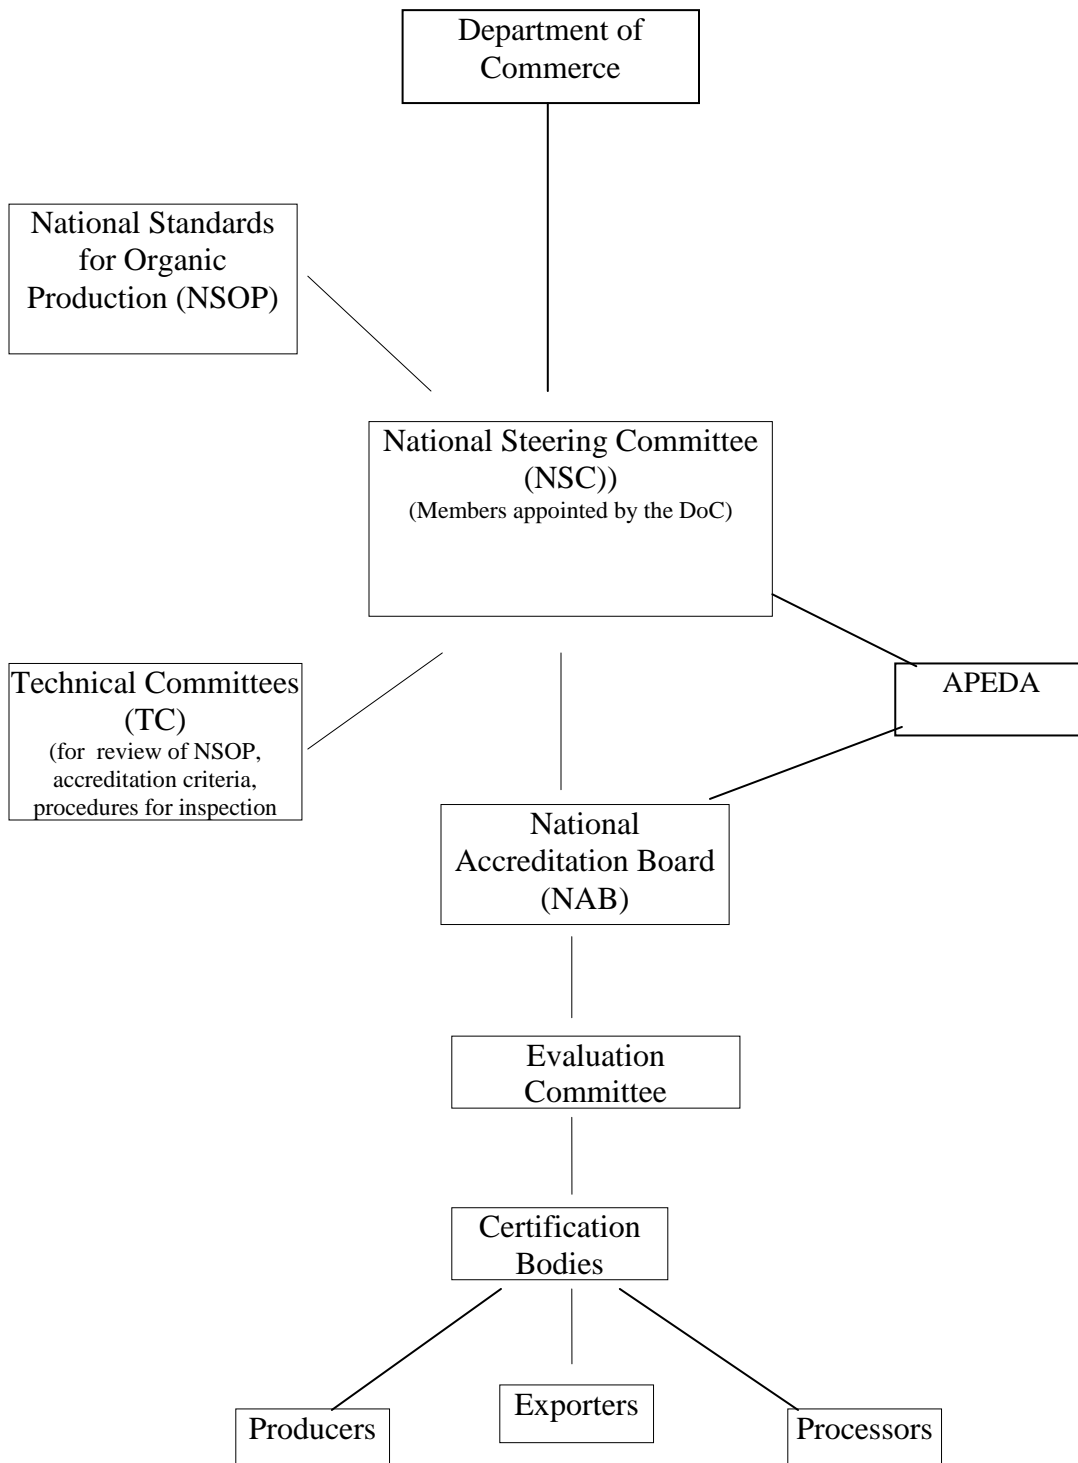 Department of
Commerce
National Standards
for Organic
Production (NSOP)
National Steering Committee
(NSC))
(Members appointed by the DoC)
Technical Committees
(TC)
(for review of NSOP,
accreditation criteria,
procedures for inspection
APEDA
National
Accreditation Board
(NAB)
Evaluation
Committee
Certification
Bodies
Producers
Exporters
Processors